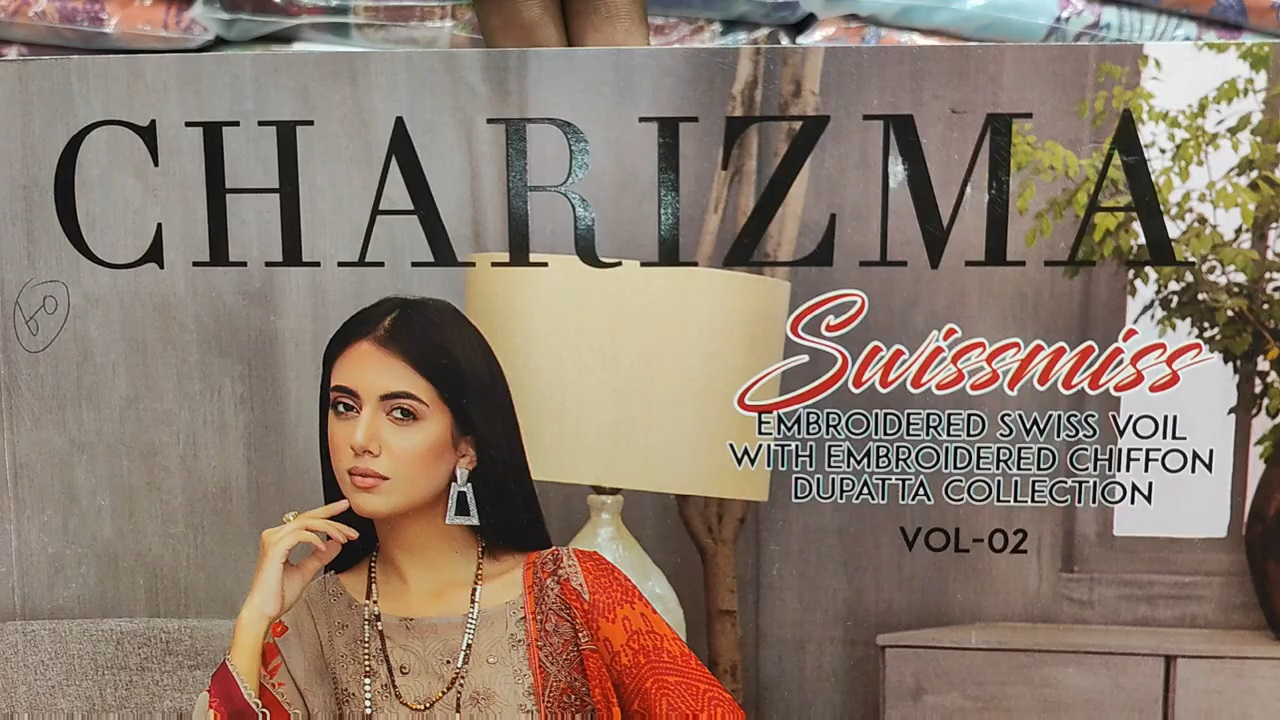 CHARIZMA
Swissmiss
EMBROIDERED SWISS VOIL
WITH EMBROIDERED CHIFFON
DUPATTA COLLECTION
VOL-02